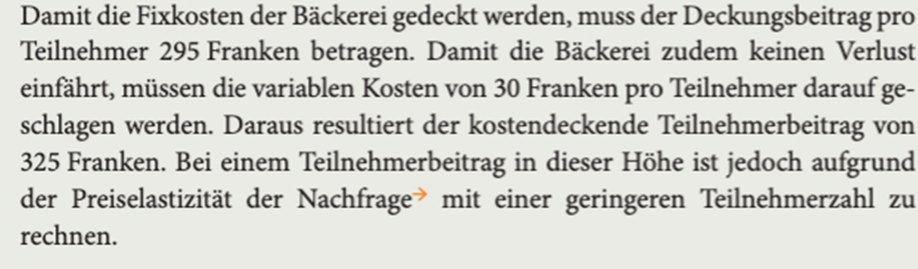 Damit die Fixkosten der Bäckerei gedeckt werden, muss der Deckungsbeitrag pro
Teilnehmer 295 Franken betragen. Damit die Bäckerei zudem keinen Verlust
einfährt, müssen die variablen Kosten von 30 Franken pro Teilnehmer darauf ge-
schlagen werden. Daraus resultiert der kostendeckende Teilnehmerbeitrag von
325 Franken. Bei einem Teilnehmerbeitrag in dieser Höhe ist jedoch aufgrund
der Preiselastizität der Nachfrage→ mit einer geringeren Teilnehmerzahl zu
rechnen.